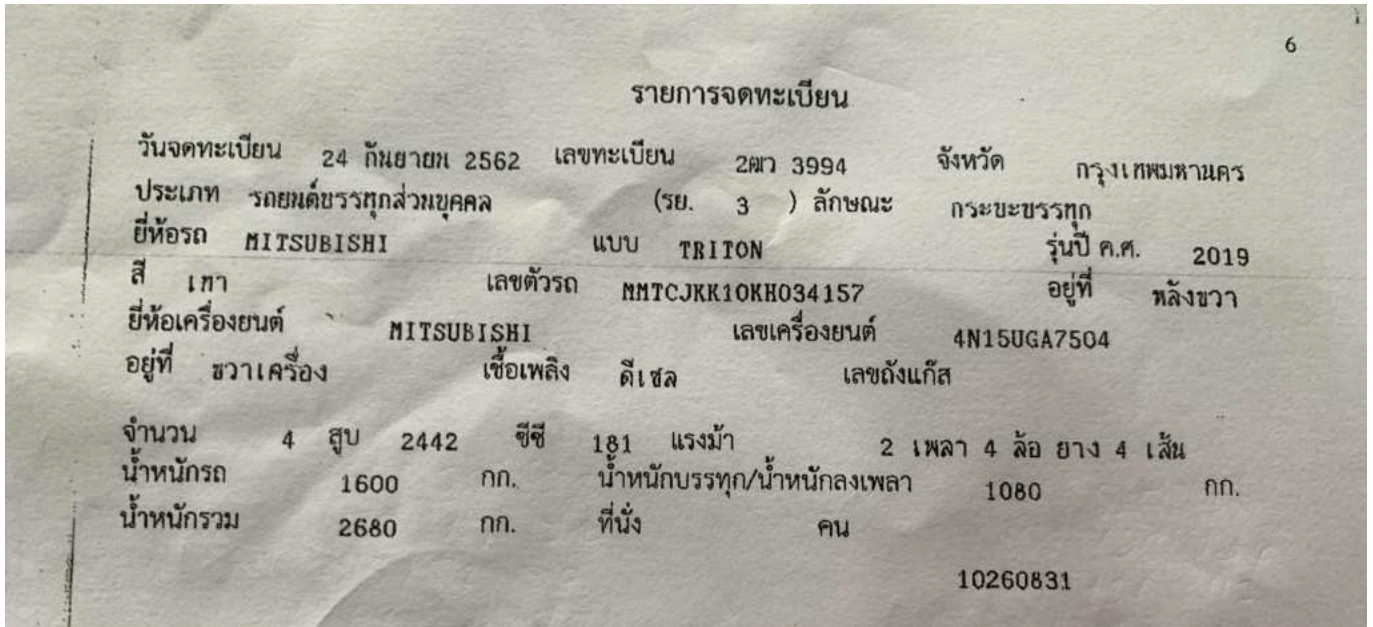 6
รายการจดทะเบียน
วันจดทะเบียน 24 กันยายน 2562 เลขทะเบียน 2ฒว 3994 จังหวัด กรุงเทพมหานคร
ประเภท รถยนต์บรรทุกส่วนบุคคล (รย. 3 ) ลักษณะ กระบะบรรทุก
ยี่ห้อรถ MITSUBISHI แบบ TRITON รุ่นปี ค.ศ. 2019
สี เทา เลขตัวรถ MMTCJKK10KH034157 อยู่ที่ หลังขวา
ยี่ห้อเครื่องยนต์ MITSUBISHI เลขเครื่องยนต์ 4N15UGA7504
อยู่ที่ ขวาเครื่อง เชื้อเพลิง ดีเซล เลขถังแก๊ส
จำนวน 4 สูบ 2442 ซีซี 181 แรงม้า 2 เพลา 4 ล้อ ยาง 4 เส้น
น้ำหนักรถ 1600 กก. น้ำหนักบรรทุก/น้ำหนักลงเพลา 1080 กก.
น้ำหนักรวม 2680 กก. ที่นั่ง คน
10260831